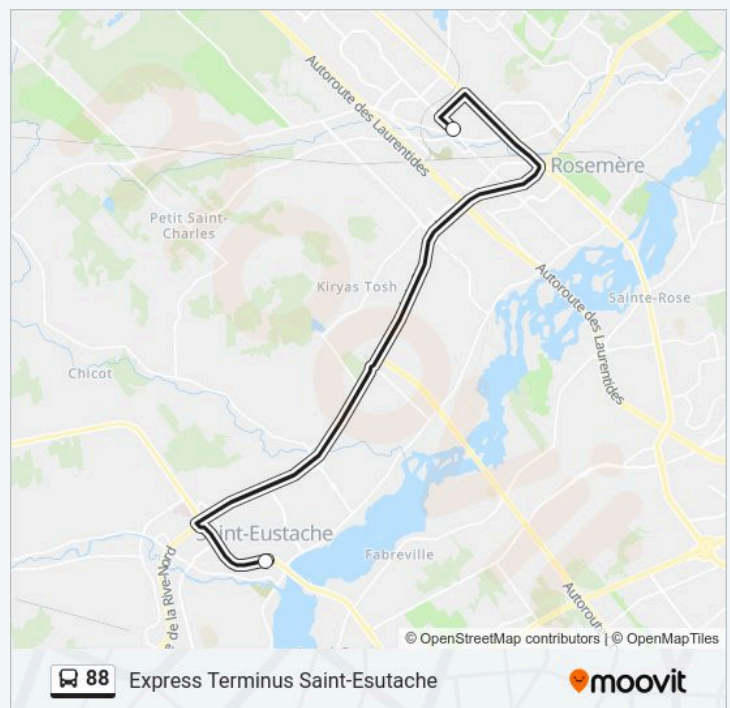 Autoroute des Laurentides
Rosemère
Petit Saint-
Charles
Kiryas Tosh
Autoroute des Laurentides
Sainte-Rose
Chicot
Saint-Eustache
Fabreville
e de la Rive-Nord
Autorou
© OpenStreetMap contributors | © OpenMapTiles
88 Express Terminus Saint-Esutache
moovit